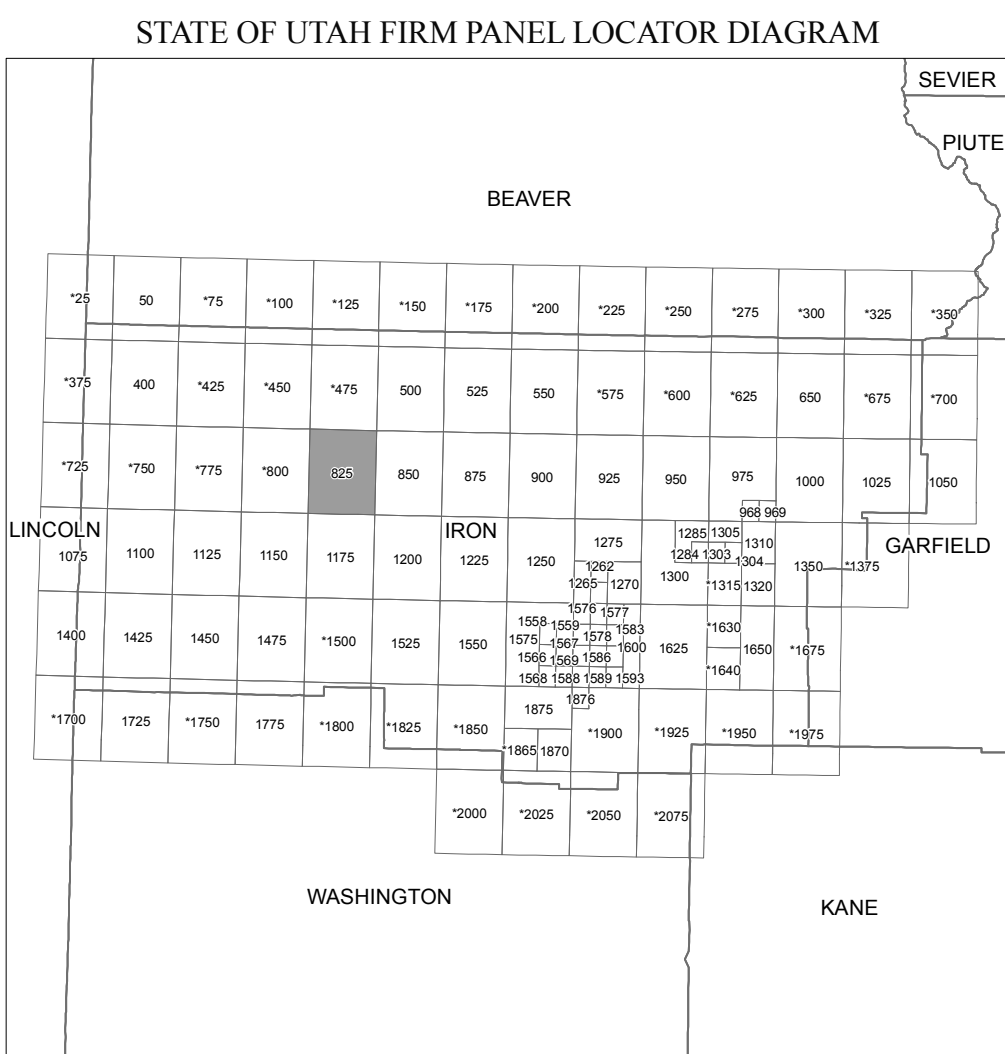 STATE OF UTAH FIRM PANEL LOCATOR DIAGRAM
SEVIER
PIUTE
BEAVER
*25 50 *75 *100 *125 *150 *175 *200 *225 *250 *275 *300 *325 *350
*375 400 *425 *450 *475 500 525 550 *575 *600 *625 650 *675 *700
*725 *750 *775 *800 825 850 875 900 925 950 975 1000 1025 1050
968 969
LINCOLN IRON GARFIELD
1075 1100 1125 1150 1175 1200 1225 1250 1275 1285 1305 1310
1262 1284 1303 1304 1350 *1375
1265 1270 1300 *1315 1320
1576 1577
1400 1425 1450 1475 *1500 1525 1550 1558 1559 1583 *1630
1575 1567 1578 1600 1625 1650 *1675
1566 1569 1586 *1640
1568 1588 1589 1593
1876
*1700 1725 *1750 1775 *1800 *1825 *1850 1875 *1900 *1925 *1950 *1975
*1865 1870
*2000 *2025 *2050 *2075
WASHINGTON
KANE